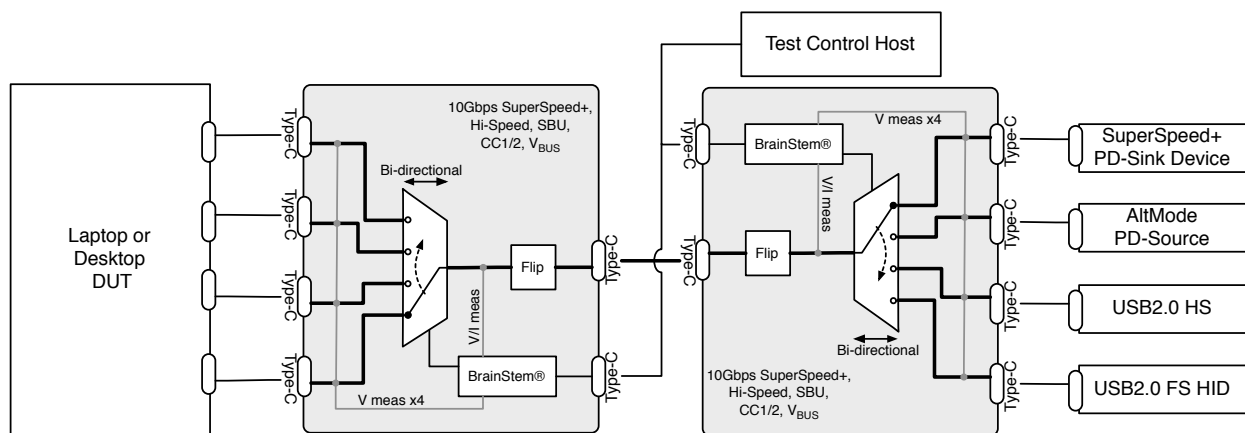 Test Control Host
Laptop or
Desktop
DUT
Type-C
Type-C
Type-C
Type-C
10Gbps SuperSpeed+,
Hi-Speed, SBU,
CC1/2, VBUS
Bi-directional
Flip
V/I meas
BrainStem®
V meas x4
Type-C
Type-C
Type-C
Type-C
BrainStem®
V meas x4
V/I meas
Flip
Bi-directional
10Gbps SuperSpeed+,
Hi-Speed, SBU,
CC1/2, VBUS
Type-C
Type-C
Type-C
Type-C
SuperSpeed+
PD-Sink Device
AltMode
PD-Source
USB2.0 HS
USB2.0 FS HID